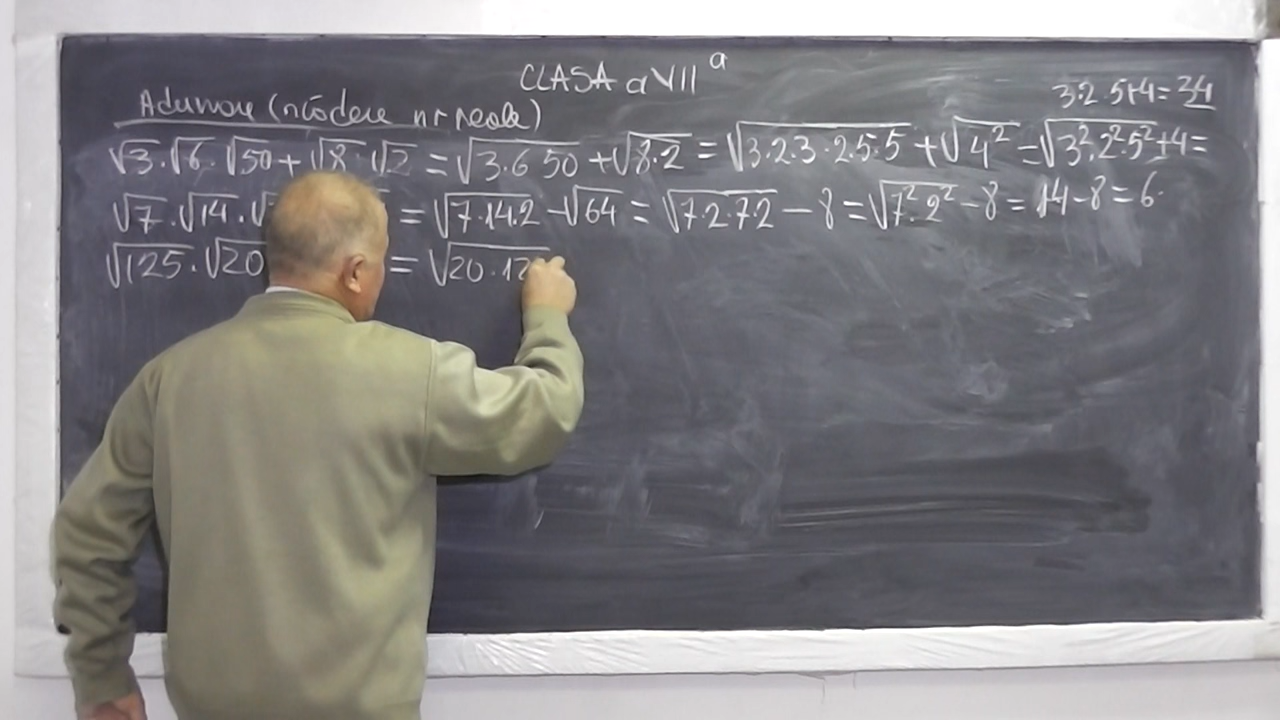 CLASA a VII a
3·2·5+4=34
Adunare (scădere nr reale)
√3·√6·√50+√8·√2=√3·6·50+√8·2=√3·2·3·2·5·5+√4²=√3²·2²·5²+4=
√7·√14·√ =√7·14·2-√64=√7·2·7·2-8=√7²·2²-8=14-8=6
√125·√20 =√20·12